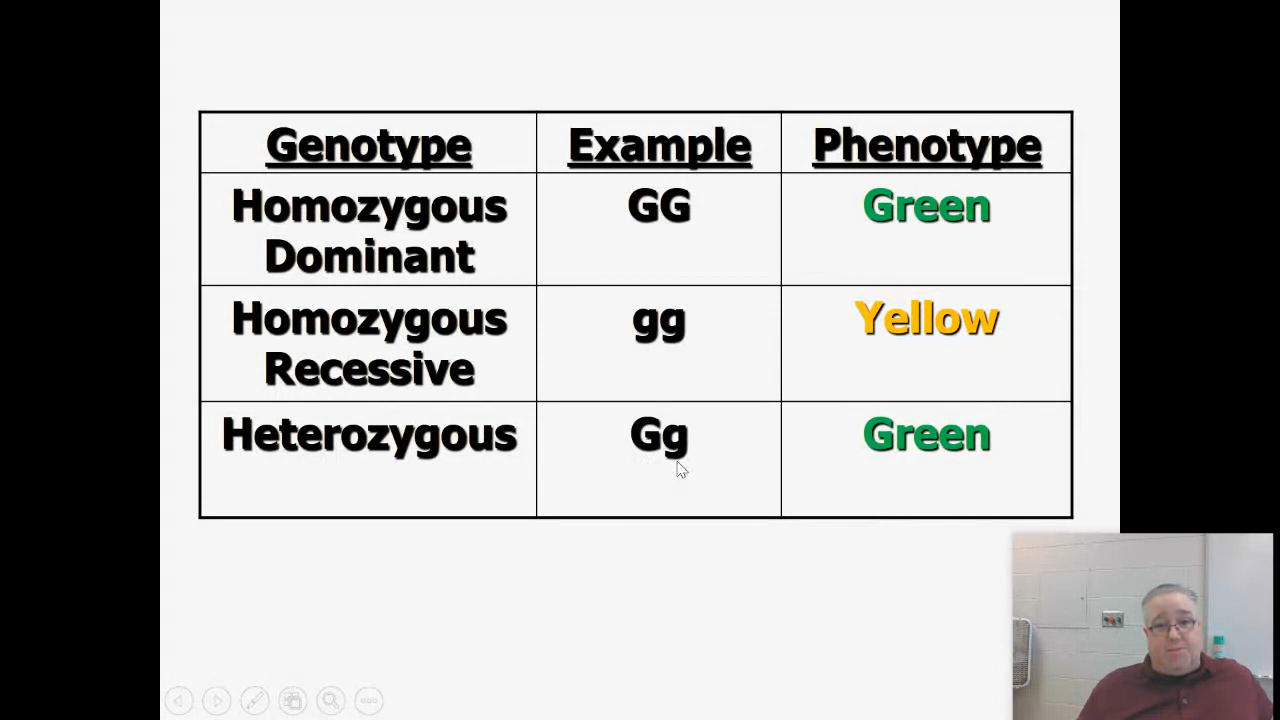 Genotype Example Phenotype
Homozygous Dominant GG Green
Homozygous Recessive gg Yellow
Heterozygous Gg Green